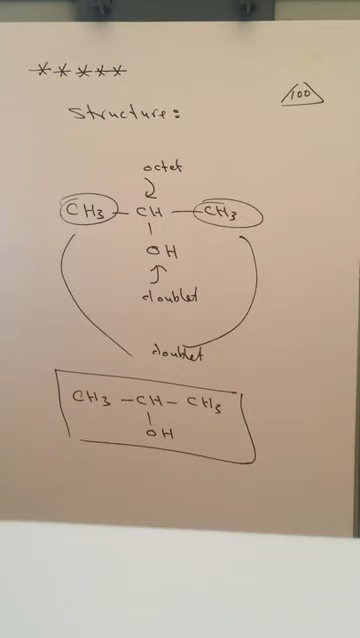 *****
100
Structure:
octet
CH3 - CH - CH3
OH
doublet
doublet
CH3 - CH - CH3
OH